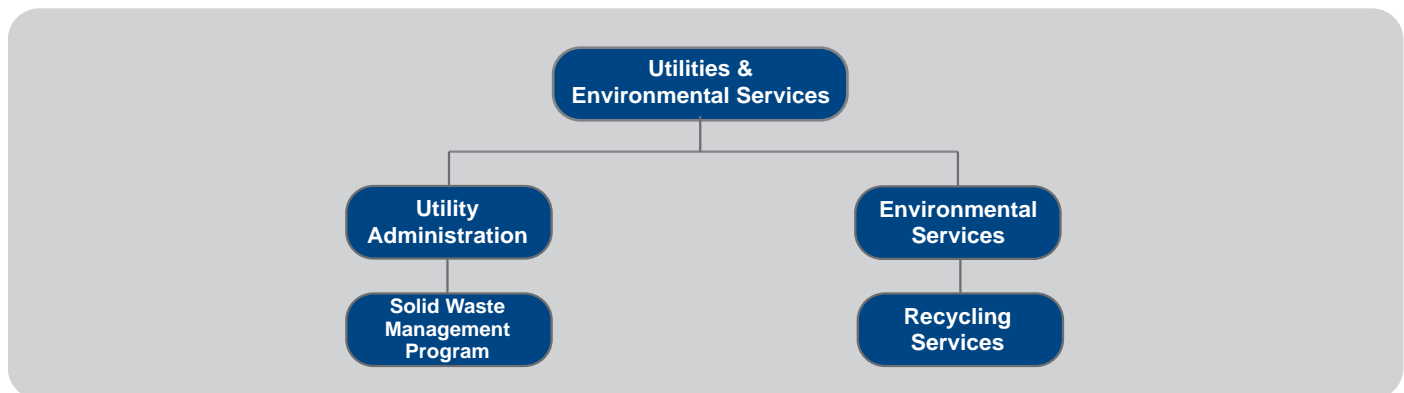 Utilities &
Environmental Services
Utility
Administration
Environmental
Services
Solid Waste
Management
Program
Recycling
Services